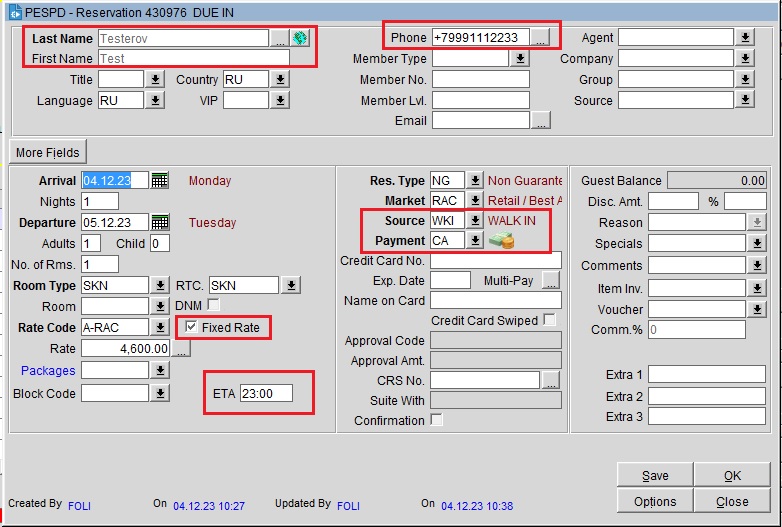 PESPD - Reservation 430976 DUE IN
Last Name Testerov ... Phone +79991112233 ... Agent
First Name Test Member Type Company
Title Country RU Member No. Group
Language RU VIP Member Lvl. Source
Email ...
More Fields
Arrival 04.12.23 Monday Res. Type NG Non Guarante Guest Balance 0.00
Nights 1 Market RAC Retail / Best A Disc. Amt. %
Departure 05.12.23 Tuesday Source WKI WALK IN Reason
Adults 1 Child 0 Payment CA Specials
No. of Rms. 1 Credit Card No. Comments
Room Type SKN RTC. SKN Exp. Date Multi-Pay ... Item Inv.
Room DNM Name on Card Voucher
Rate Code A-RAC Fixed Rate Credit Card Swiped Comm.% 0
Rate 4,600.00 ... Approval Code
Packages Approval Amt.
Block Code ETA 23:00 CRS No. ... Extra 1
Suite With Extra 2
Confirmation Extra 3
Save OK
Created By FOLI On 04.12.23 10:27 Updated By FOLI On 04.12.23 10:38 Options Close